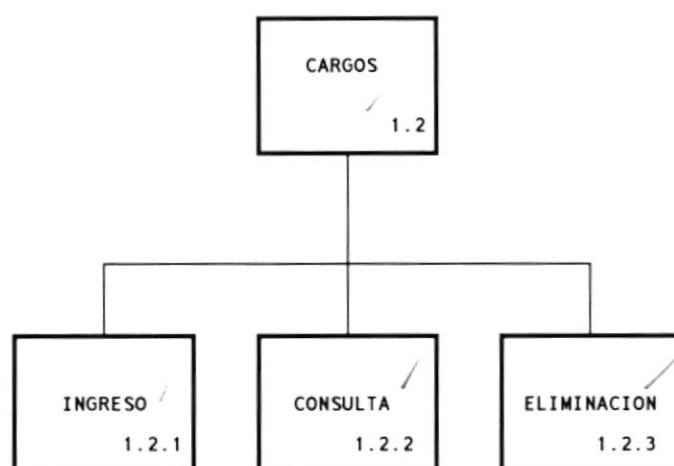 CARGOS
1.2
INGRESO
1.2.1
CONSULTA
1.2.2
ELIMINACION
1.2.3